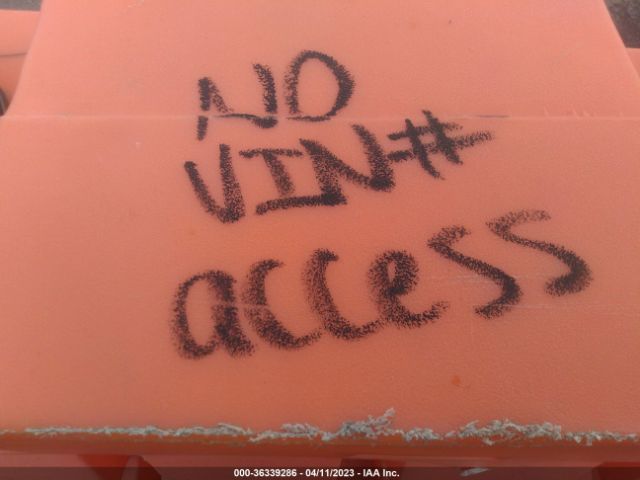 NO
VIN#
access
000-36339286 - 04/11/2023 - IAA Inc.